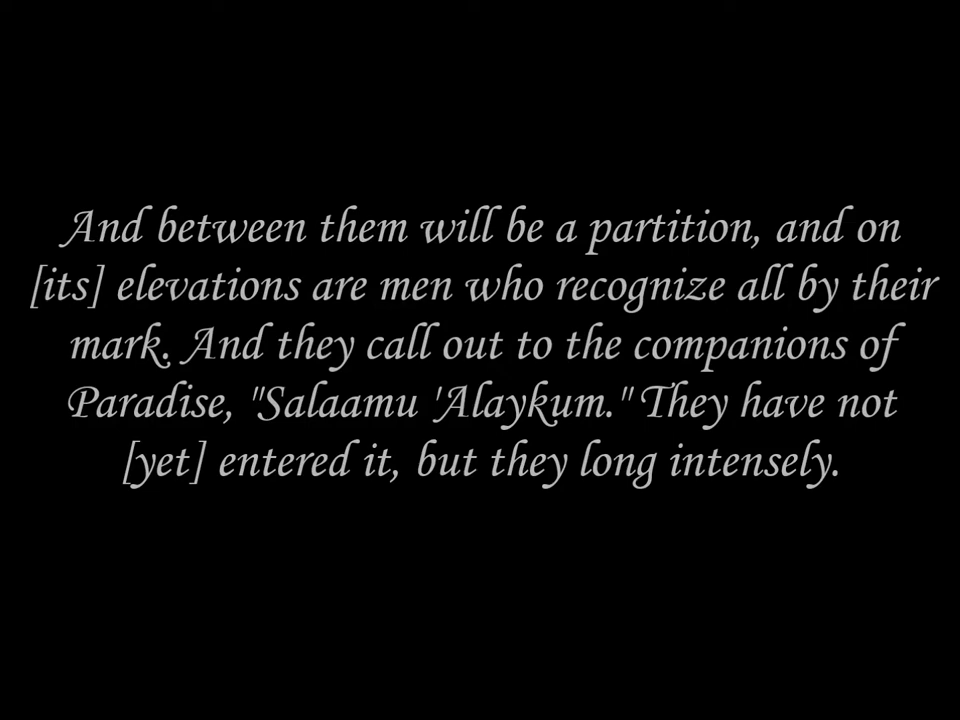 And between them will be a partition, and on
[its] elevations are men who recognize all by their
mark. And they call out to the companions of
Paradise, "Salaamu 'Alaykum." They have not
[yet] entered it, but they long intensely.